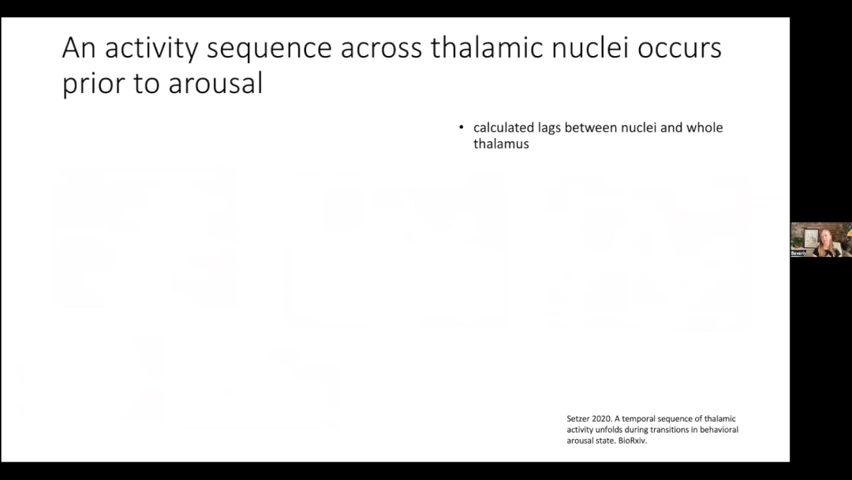 An activity sequence across thalamic nuclei occurs
prior to arousal
• calculated lags between nuclei and whole
thalamus
Setzer 2020. A temporal sequence of thalamic
activity unfolds during transitions in behavioral
arousal state. BioRxiv.